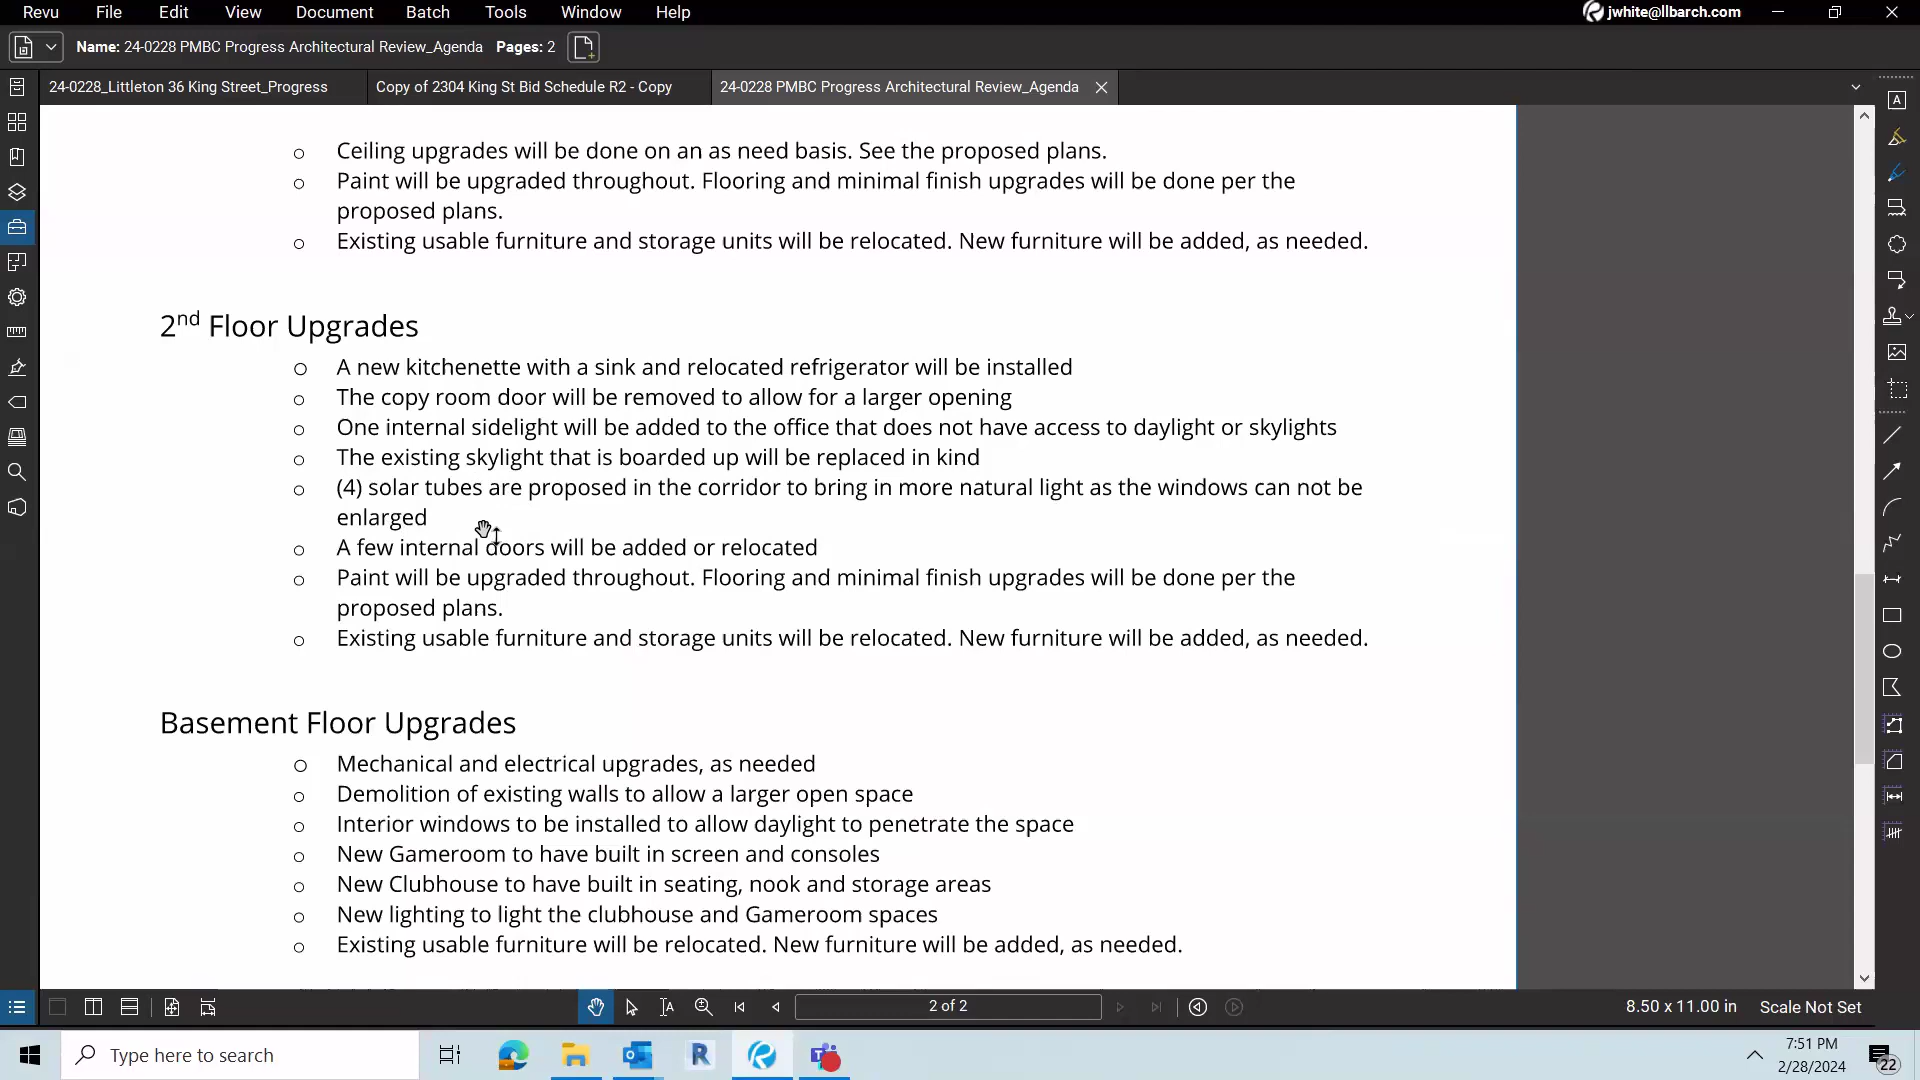 Revu File Edit View Document Batch Tools Window Help jwhite@llbarch.com
Name: 24-0228 PMBC Progress Architectural Review_Agenda Pages: 2
24-0228_Littleton 36 King Street_Progress Copy of 2304 King St Bid Schedule R2 - Copy 24-0228 PMBC Progress Architectural Review_Agenda
Ceiling upgrades will be done on an as need basis. See the proposed plans.
Paint will be upgraded throughout. Flooring and minimal finish upgrades will be done per the
proposed plans.
Existing usable furniture and storage units will be relocated. New furniture will be added, as needed.
2nd Floor Upgrades
A new kitchenette with a sink and relocated refrigerator will be installed
The copy room door will be removed to allow for a larger opening
One internal sidelight will be added to the office that does not have access to daylight or skylights
The existing skylight that is boarded up will be replaced in kind
(4) solar tubes are proposed in the corridor to bring in more natural light as the windows can not be
enlarged
A few internal doors will be added or relocated
Paint will be upgraded throughout. Flooring and minimal finish upgrades will be done per the
proposed plans.
Existing usable furniture and storage units will be relocated. New furniture will be added, as needed.
Basement Floor Upgrades
Mechanical and electrical upgrades, as needed
Demolition of existing walls to allow a larger open space
Interior windows to be installed to allow daylight to penetrate the space
New Gameroom to have built in screen and consoles
New Clubhouse to have built in seating, nook and storage areas
New lighting to light the clubhouse and Gameroom spaces
Existing usable furniture will be relocated. New furniture will be added, as needed.
2 of 2 8.50 x 11.00 in Scale Not Set
Type here to search
7:51 PM
2/28/2024
22